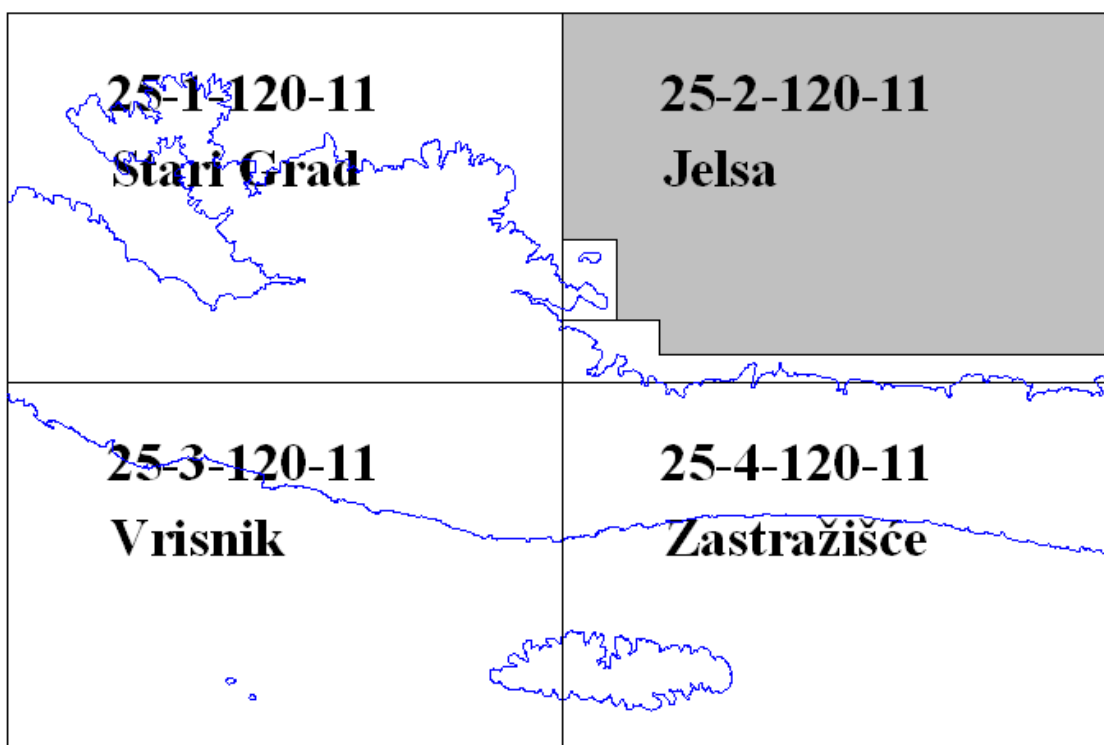 25-1-120-11
Stari Grad
25-2-120-11
Jelsa
25-3-120-11
Vrisnik
25-4-120-11
Zastražišće